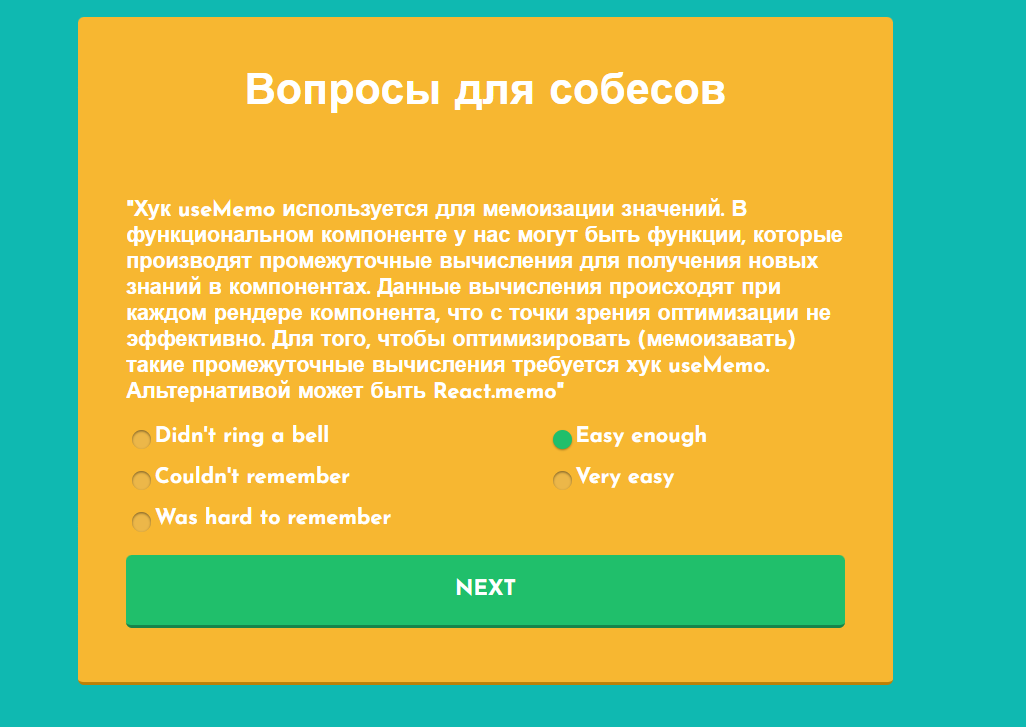 Вопросы для собесов
"Хук useMemo используется для мемоизации значений. В
функциональном компоненте у нас могут быть функции, которые
производят промежуточные вычисления для получения новых
знаний в компонентах. Данные вычисления происходят при
каждом рендере компонента, что с точки зрения оптимизации не
эффективно. Для того, чтобы оптимизировать (мемоизавать)
такие промежуточные вычисления требуется хук useMemo.
Альтернативой может быть React.memo"
Didn't ring a bell
Easy enough
Couldn't remember
Very easy
Was hard to remember
NEXT